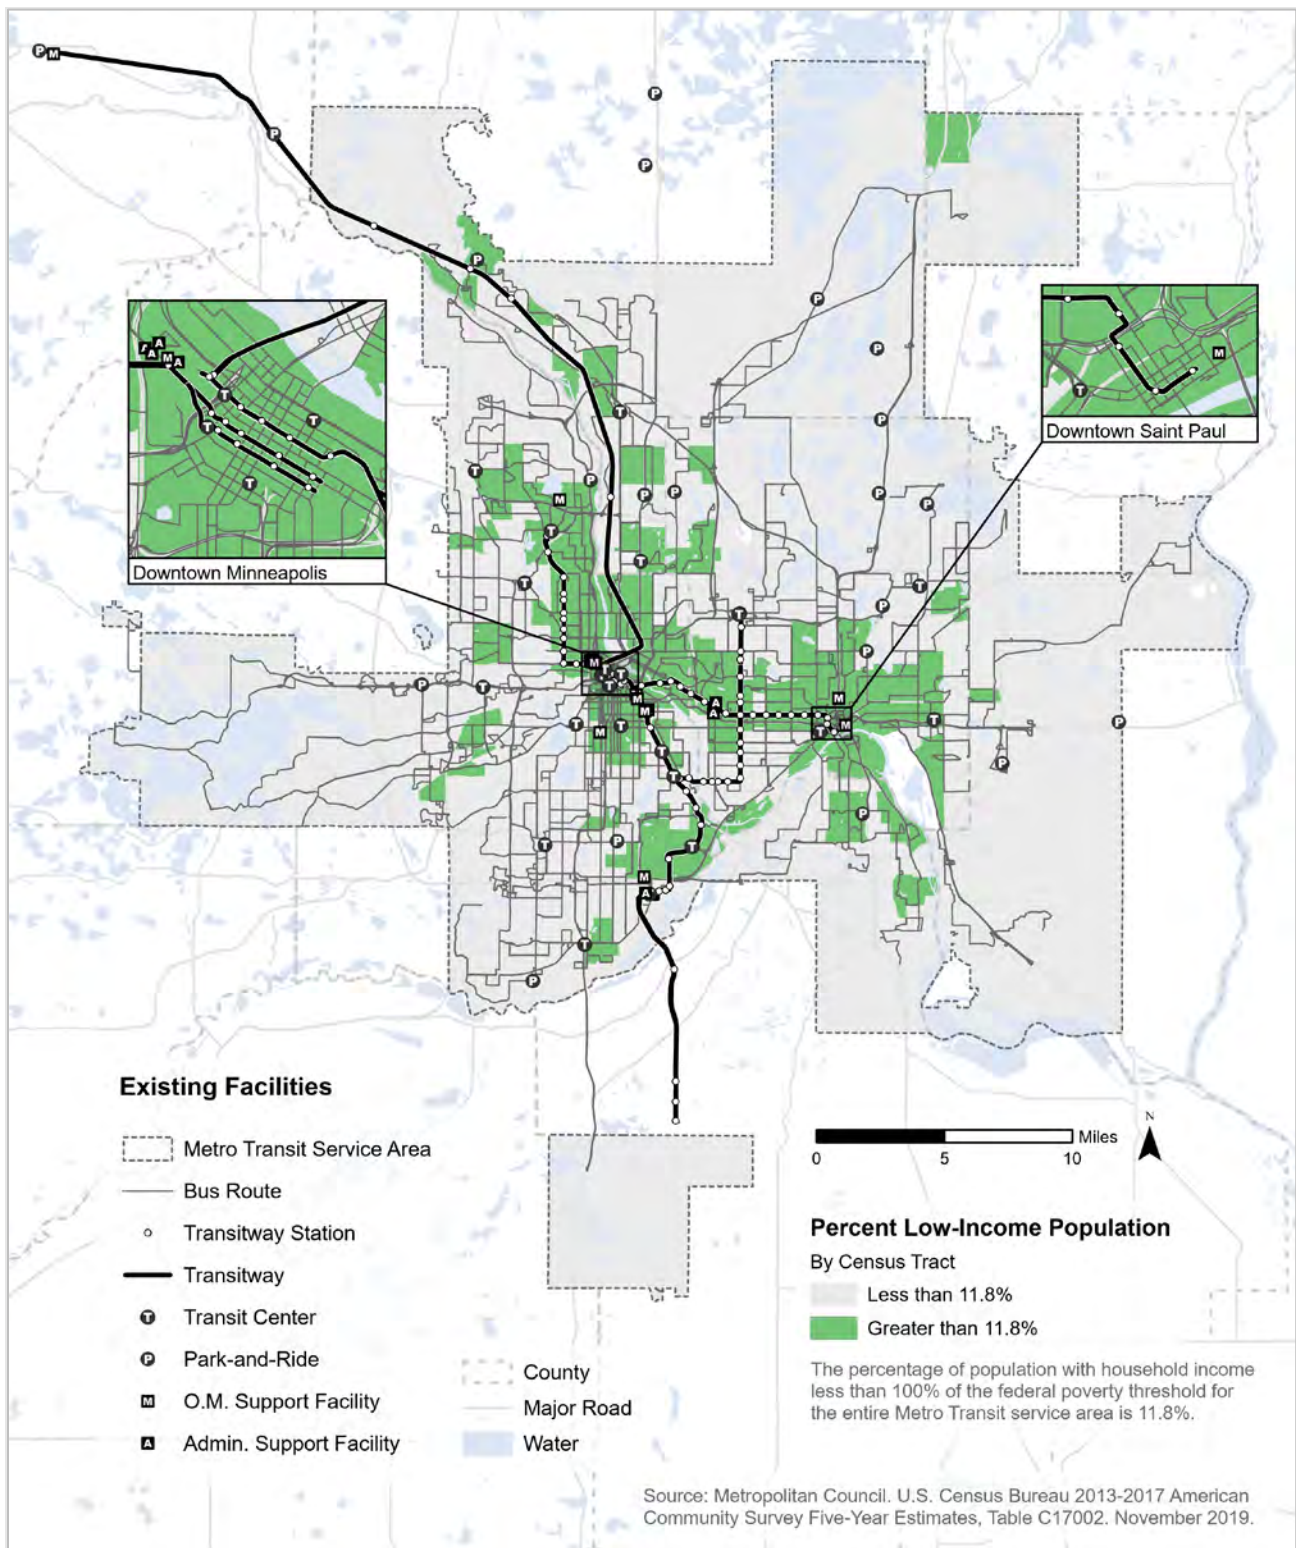 Downtown Minneapolis
Downtown Saint Paul
Existing Facilities
Metro Transit Service Area
Bus Route
Transitway Station
Transitway
T Transit Center
P Park-and-Ride
M O.M. Support Facility
A Admin. Support Facility
County
Major Road
Water
N
Miles
0 5 10
Percent Low-Income Population
By Census Tract
Less than 11.8%
Greater than 11.8%
The percentage of population with household income
less than 100% of the federal poverty threshold for
the entire Metro Transit service area is 11.8%.
Source: Metropolitan Council. U.S. Census Bureau 2013-2017 American
Community Survey Five-Year Estimates, Table C17002. November 2019.